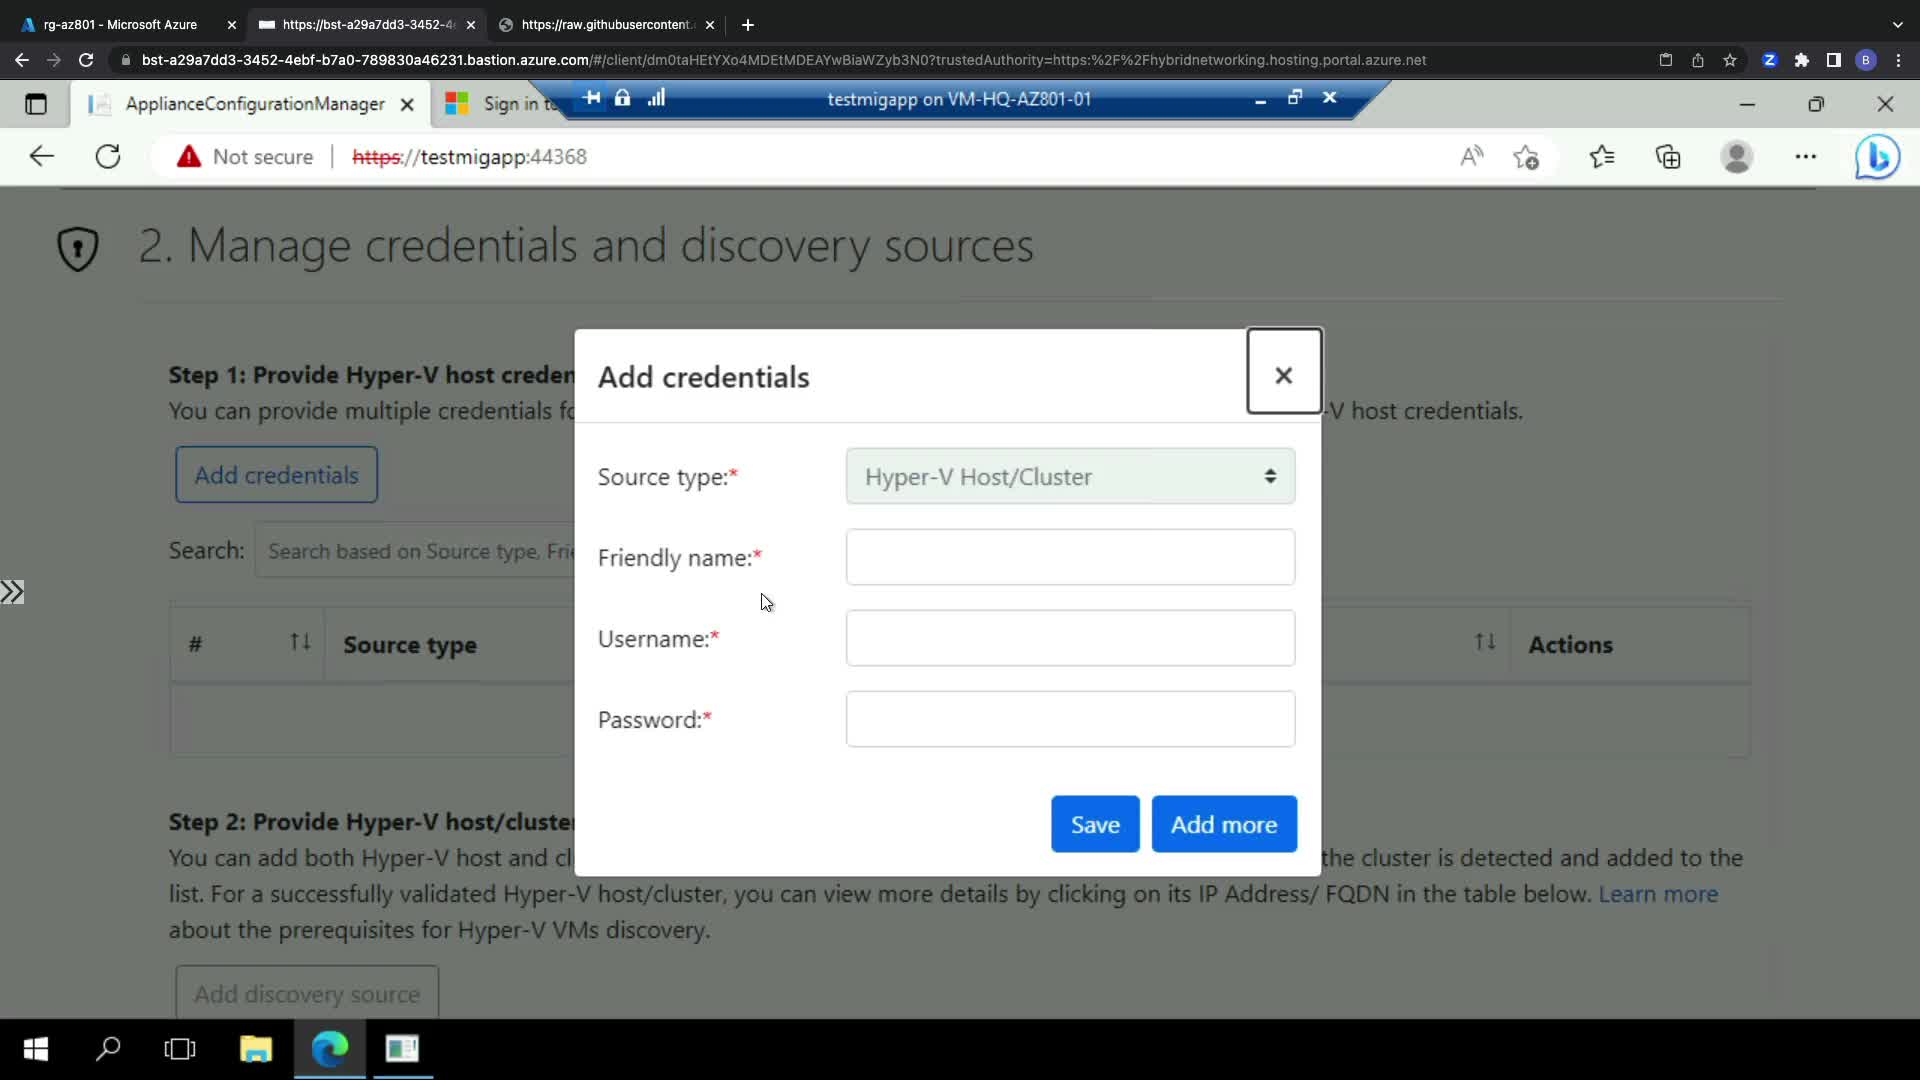 rg-az801 - Microsoft Azure
https://bst-a29a7dd3-3452-4e
https://raw.githubusercontent.
bst-a29a7dd3-3452-4ebf-b7a0-789830a46231.bastion.azure.com/#/client/dm0taHEtYXo4MDEtMDEAYwBiaWZyb3N0?trustedAuthority=https:%2F%2Fhybridnetworking.hosting.portal.azure.net
ApplianceConfigurationManager
Sign in to
testmigapp on VM-HQ-AZ801-01
Not secure
https://testmigapp:44368
2. Manage credentials and discovery sources
Step 1: Provide Hyper-V host creden
You can provide multiple credentials fo
-V host credentials.
Add credentials
Search:
Search based on Source type, Frie
#
Source type
Actions
Add credentials
Source type:*
Hyper-V Host/Cluster
Friendly name:*
Username:*
Password:*
Save
Add more
Step 2: Provide Hyper-V host/cluster
You can add both Hyper-V host and cl
the cluster is detected and added to the
list. For a successfully validated Hyper-V host/cluster, you can view more details by clicking on its IP Address/ FQDN in the table below. Learn more
about the prerequisites for Hyper-V VMs discovery.
Add discovery source